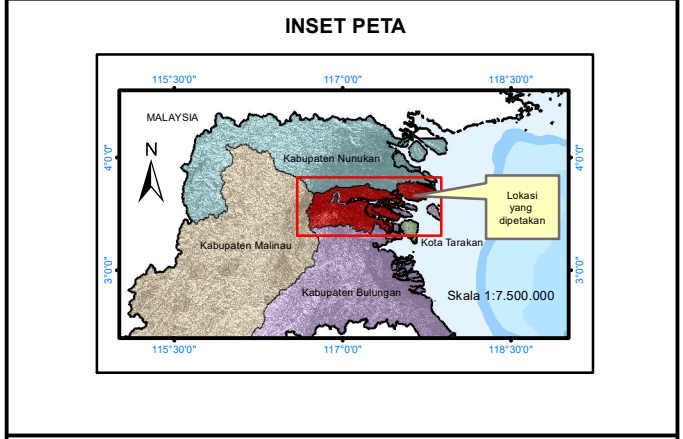 INSET PETA
115°30'0"
117°0'0"
118°30'0"
MALAYSIA
N
4°0'0"
4°0'0"
Kabupaten Nunukan
Lokasi
yang
dipetakan
Kabupaten Malinau
Kota Tarakan
3°0'0"
3°0'0"
Kabupaten Bulungan
Skala 1:7.500.000
115°30'0"
117°0'0"
118°30'0"